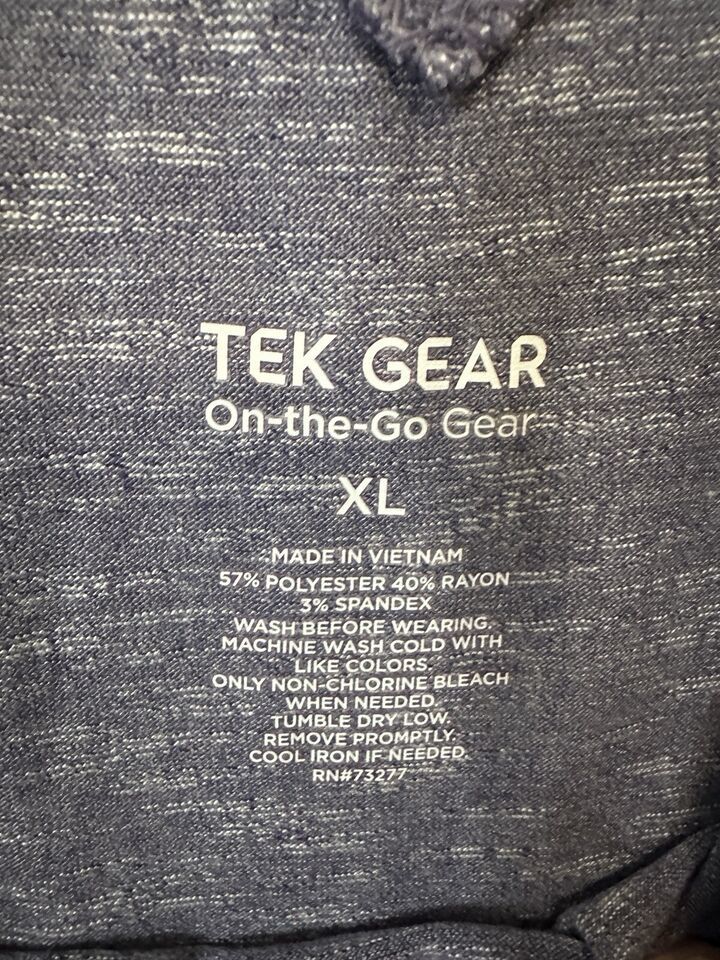 TEK GEAR
On-the-Go Gear
XL
MADE IN VIETNAM
57% POLYESTER 40% RAYON
3% SPANDEX
WASH BEFORE WEARING.
MACHINE WASH COLD WITH
LIKE COLORS.
ONLY NON-CHLORINE BLEACH
WHEN NEEDED.
TUMBLE DRY LOW.
REMOVE PROMPTLY.
COOL IRON IF NEEDED.
RN#73277